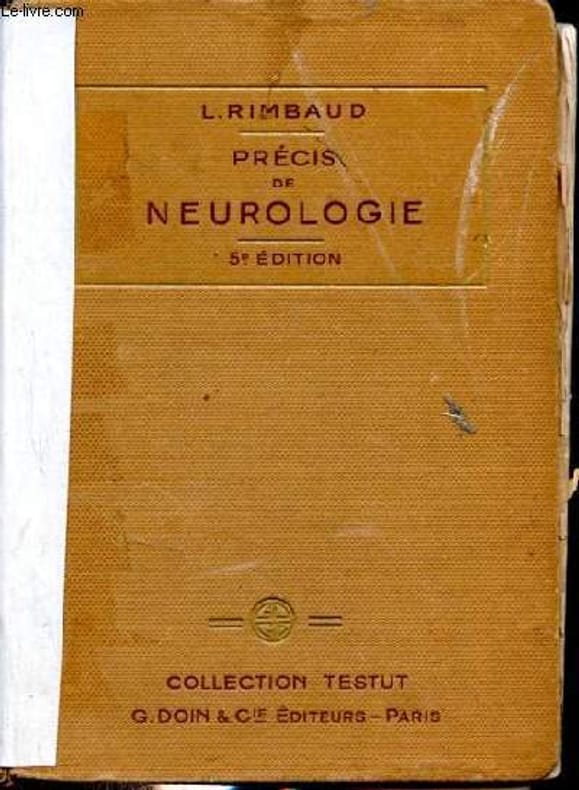 Le-livre.com
L. RIMBAUD
PRÉCIS
DE
NEUROLOGIE
5e ÉDITION
COLLECTION TESTUT
G. DOIN & CIE ÉDITEURS - PARIS